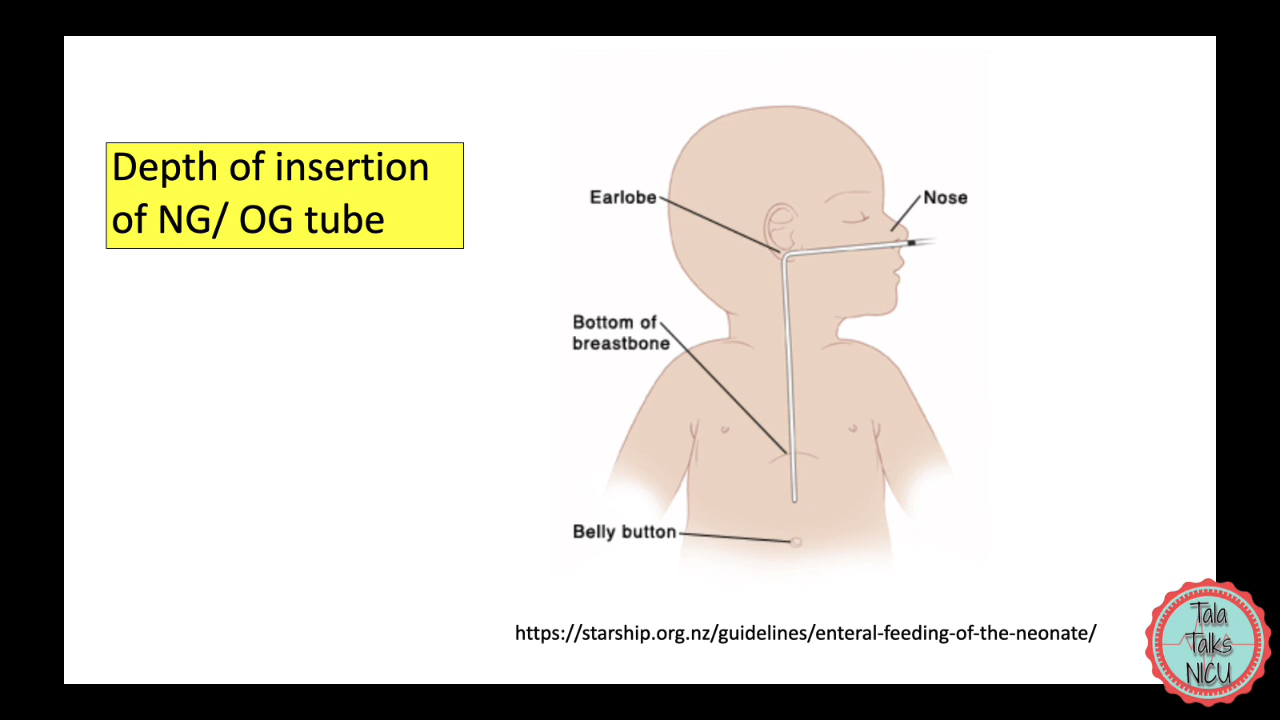 Depth of insertion
of NG/ OG tube
Earlobe
Nose
Bottom of
breastbone
Belly button
https://starship.org.nz/guidelines/enteral-feeding-of-the-neonate/
Tala
Talks
NICU